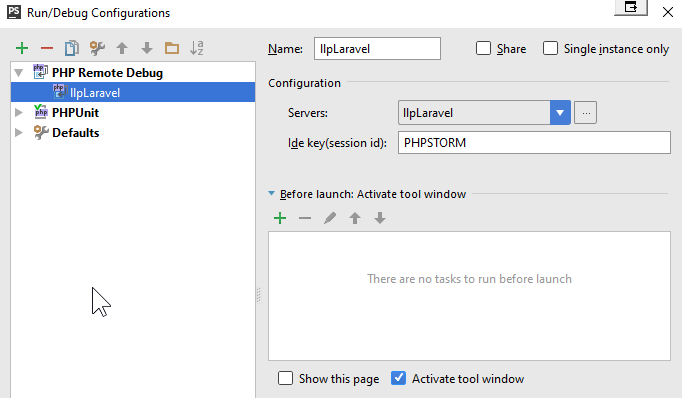 PS Run/Debug Configurations
Name: llpLaravel Share Single instance only
PHP Remote Debug
llpLaravel
PHPUnit
Defaults
Configuration
Servers: llpLaravel ...
Ide key(session id): PHPSTORM
Before launch: Activate tool window
There are no tasks to run before launch
Show this page Activate tool window